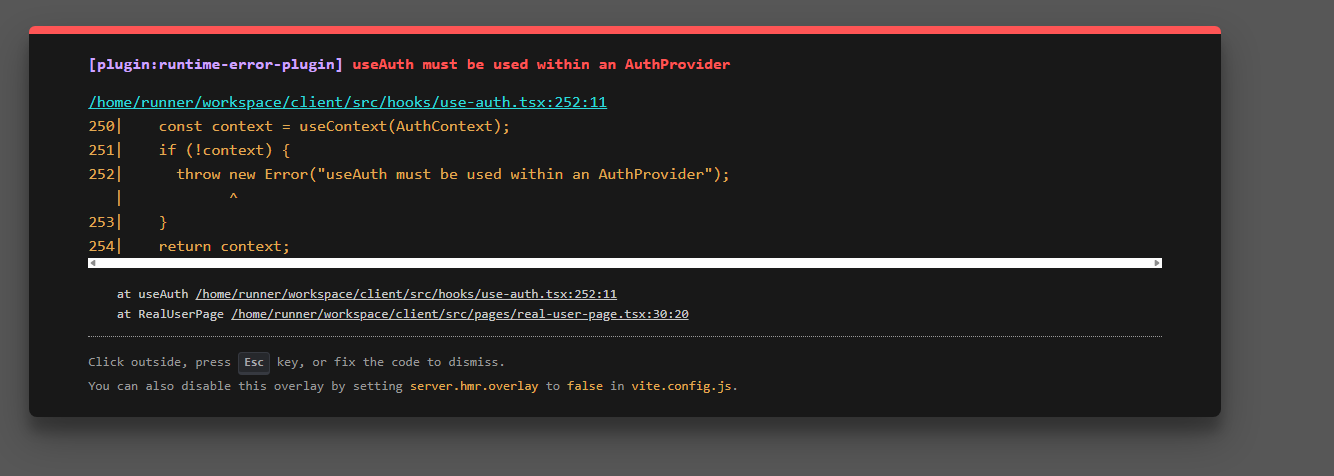 [plugin:runtime-error-plugin] useAuth must be used within an AuthProvider
/home/runner/workspace/client/src/hooks/use-auth.tsx:252:11
250|    const context = useContext(AuthContext);
251|    if (!context) {
252|      throw new Error("useAuth must be used within an AuthProvider");
   |            ^
253|    }
254|    return context;
at useAuth /home/runner/workspace/client/src/hooks/use-auth.tsx:252:11
at RealUserPage /home/runner/workspace/client/src/pages/real-user-page.tsx:30:20
Click outside, press Esc key, or fix the code to dismiss.
You can also disable this overlay by setting server.hmr.overlay to false in vite.config.js.